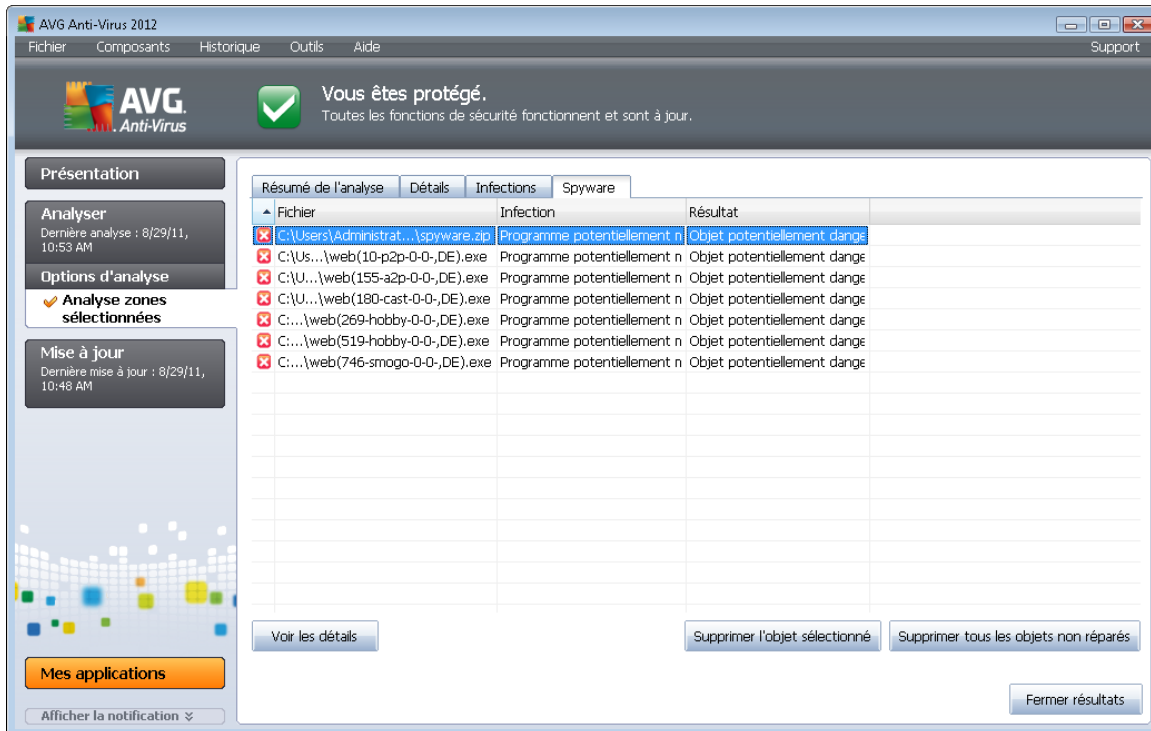 AVG Anti-Virus 2012
Fichier Composants Historique Outils Aide Support
AVG.
Anti-Virus
Vous êtes protégé.
Toutes les fonctions de sécurité fonctionnent et sont à jour.
Présentation
Analyser
Dernière analyse : 8/29/11,
10:53 AM
Options d'analyse
Analyse zones
sélectionnées
Mise à jour
Dernière mise à jour : 8/29/11,
10:48 AM
Mes applications
Afficher la notification
Résumé de l'analyse Détails Infections Spyware
Fichier Infection Résultat
C:\Users\Administrat...\spyware.zip Programme potentiellement n Objet potentiellement dange
C:\Us...\web(10-p2p-0-0-,DE).exe Programme potentiellement n Objet potentiellement dange
C:\U...\web(155-a2p-0-0-,DE).exe Programme potentiellement n Objet potentiellement dange
C:\U...\web(180-cast-0-0-,DE).exe Programme potentiellement n Objet potentiellement dange
C:...\web(269-hobby-0-0-,DE).exe Programme potentiellement n Objet potentiellement dange
C:...\web(519-hobby-0-0-,DE).exe Programme potentiellement n Objet potentiellement dange
C:...\web(746-smogo-0-0-,DE).exe Programme potentiellement n Objet potentiellement dange
Voir les détails Supprimer l'objet sélectionné Supprimer tous les objets non réparés
Fermer résultats